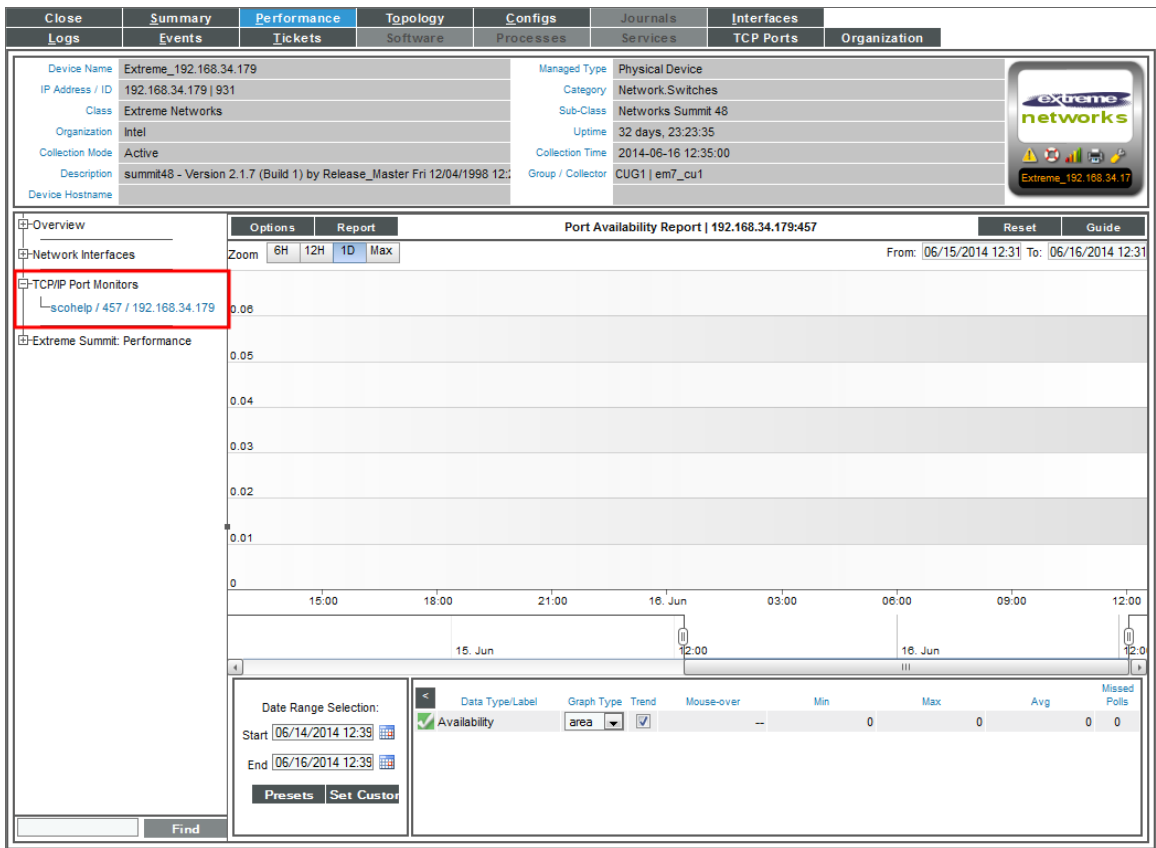 Close Summary Performance Topology Configs Journals Interfaces
Logs Events Tickets Software Processes Services TCP Ports Organization
Device Name Extreme_192.168.34.179 Managed Type Physical Device
IP Address / ID 192.168.34.179 | 931 Category Network.Switches
Class Extreme Networks Sub-Class Networks Summit 48
Organization Intel Uptime 32 days, 23:23:35
Collection Mode Active Collection Time 2014-06-16 12:35:00
Description summit48 - Version 2.1.7 (Build 1) by Release_Master Fri 12/04/1998 12:2 Group / Collector CUG1 | em7_cu1
Device Hostname
extreme
networks
Extreme_192.168.34.17
Overview
Network Interfaces
TCP/IP Port Monitors
scohelp / 457 / 192.168.34.179
Extreme Summit: Performance
Find
Options Report Port Availability Report | 192.168.34.179:457 Reset Guide
Zoom 6H 12H 1D Max From: 06/15/2014 12:31 To: 06/16/2014 12:31
0.06
0.05
0.04
0.03
0.02
0.01
0
15:00 18:00 21:00 16. Jun 03:00 06:00 09:00 12:00
15. Jun 12:00 16. Jun 12:0
Date Range Selection:
Start 06/14/2014 12:39
End 06/16/2014 12:39
Presets Set Custor
< Data Type/Label Graph Type Trend Mouse-over Min Max Avg Missed Polls
Availability area -- 0 0 0 0